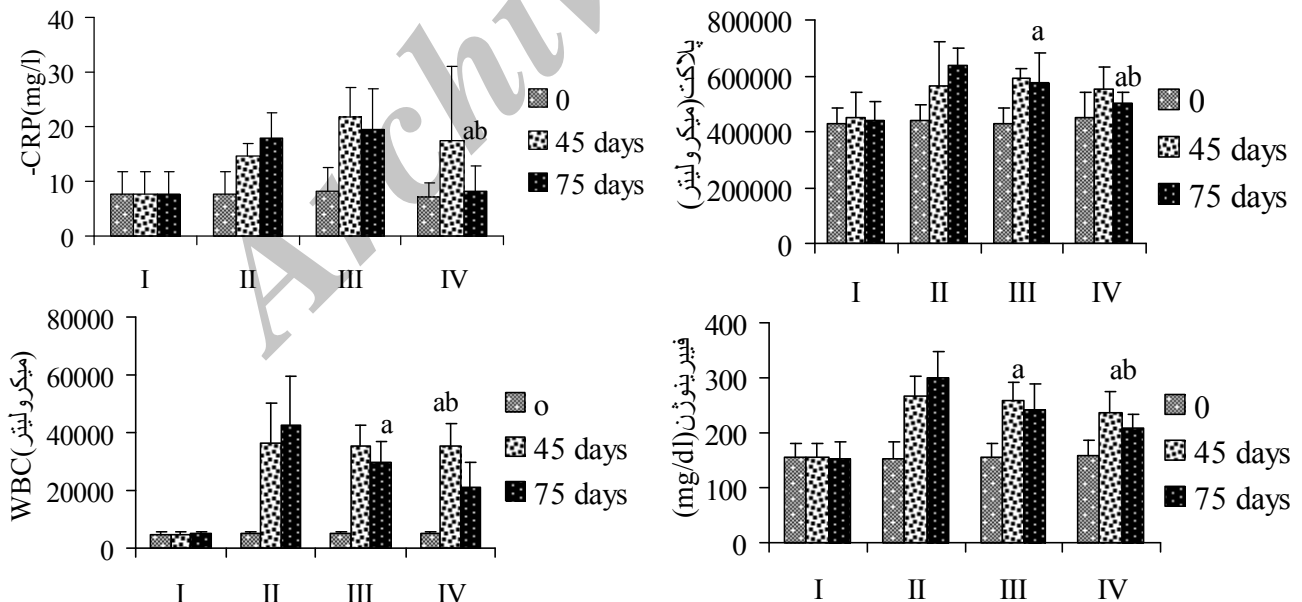 -CRP(mg/l)
40
30
20
10
0
I II III IV
ab
0
45 days
75 days
پلاکت(میکرولیتر)
800000
600000
400000
200000
0
I II III IV
a
ab
0
45 days
75 days
WBC(میکرولیتر)
80000
60000
40000
20000
0
I II III IV
a
ab
o
45 days
75 days
فیبرینوژن(mg/dl)
400
300
200
100
0
I II III IV
a
ab
0
45 days
75 days
Archiv